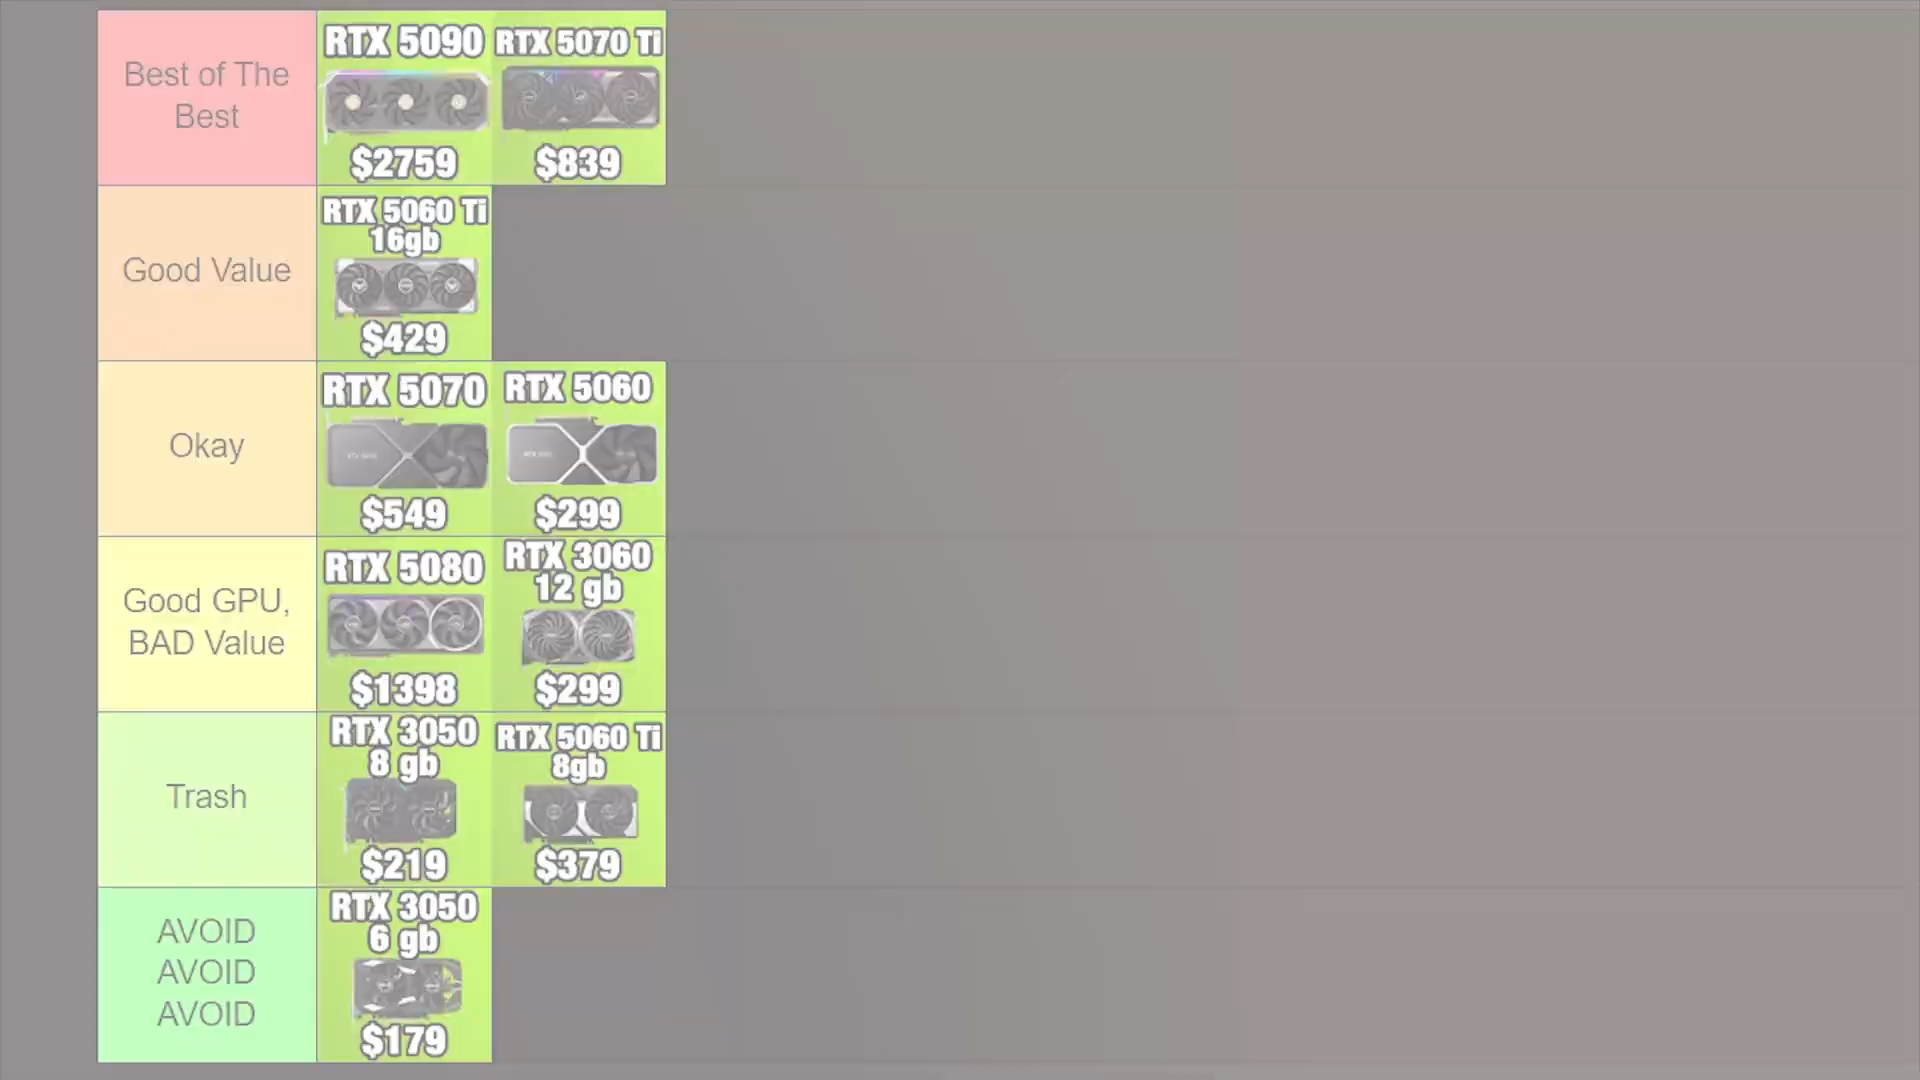 Best of The
Best
RTX 5090
$2759
RTX 5070 Ti
$839
Good Value
RTX 5060 Ti
16gb
$429
Okay
RTX 5070
$549
RTX 5060
$299
Good GPU,
BAD Value
RTX 5080
$1398
RTX 3060
12 gb
$299
Trash
RTX 3050
8 gb
$219
RTX 5060 Ti
8gb
$379
AVOID
AVOID
AVOID
RTX 3050
6 gb
$179